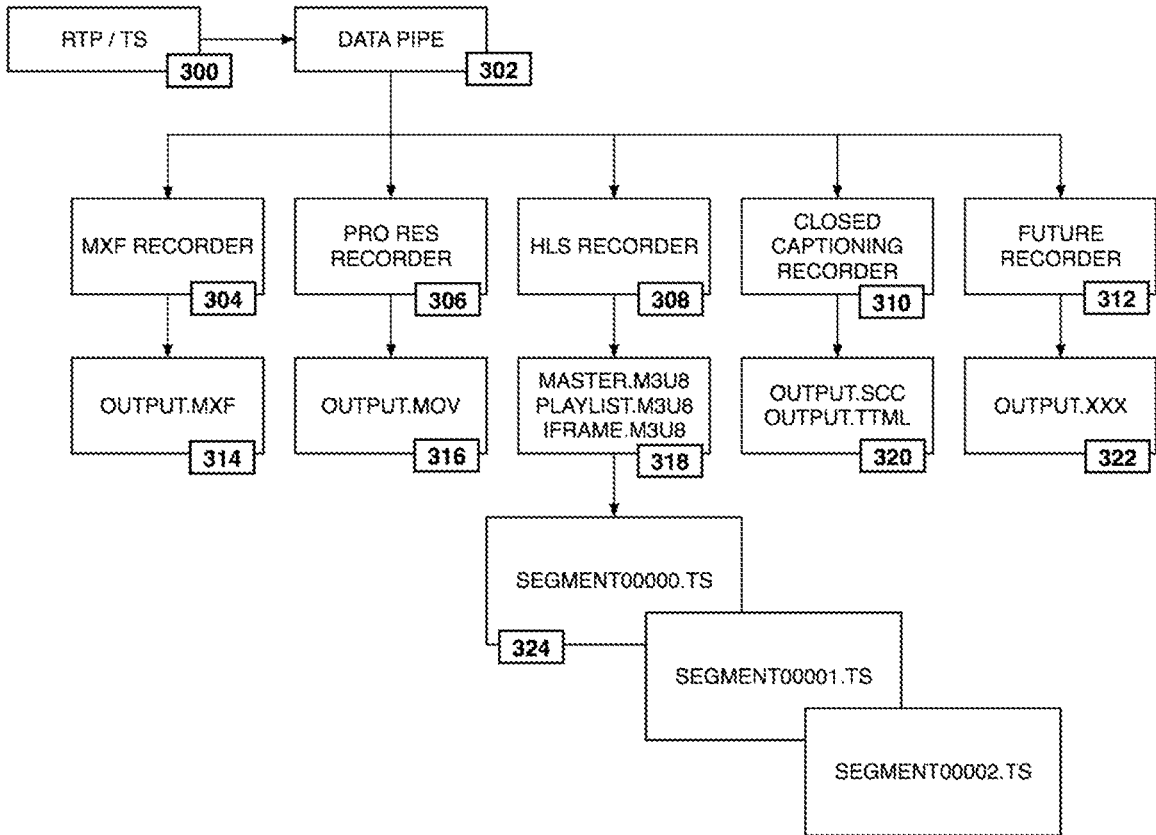 RTP / TS
300
DATA PIPE
302
MXF RECORDER
304
PRO RES
RECORDER
306
HLS RECORDER
308
CLOSED
CAPTIONING
RECORDER
310
FUTURE
RECORDER
312
OUTPUT.MXF
314
OUTPUT.MOV
316
MASTER.M3U8
PLAYLIST.M3U8
IFRAME.M3U8
318
OUTPUT.SCC
OUTPUT.TTML
320
OUTPUT.XXX
322
SEGMENT00000.TS
324
SEGMENT00001.TS
SEGMENT00002.TS